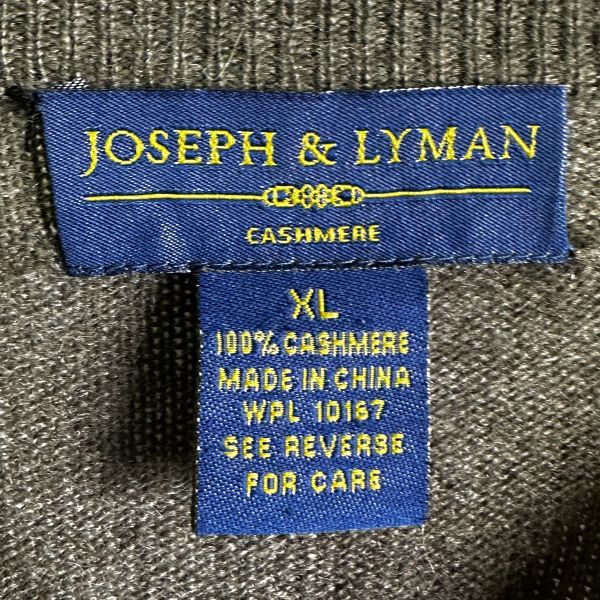 JOSEPH & LYMAN
CASHMERE
XL
100% CASHMERE
MADE IN CHINA
WPL 10167
SEE REVERSE
FOR CARE